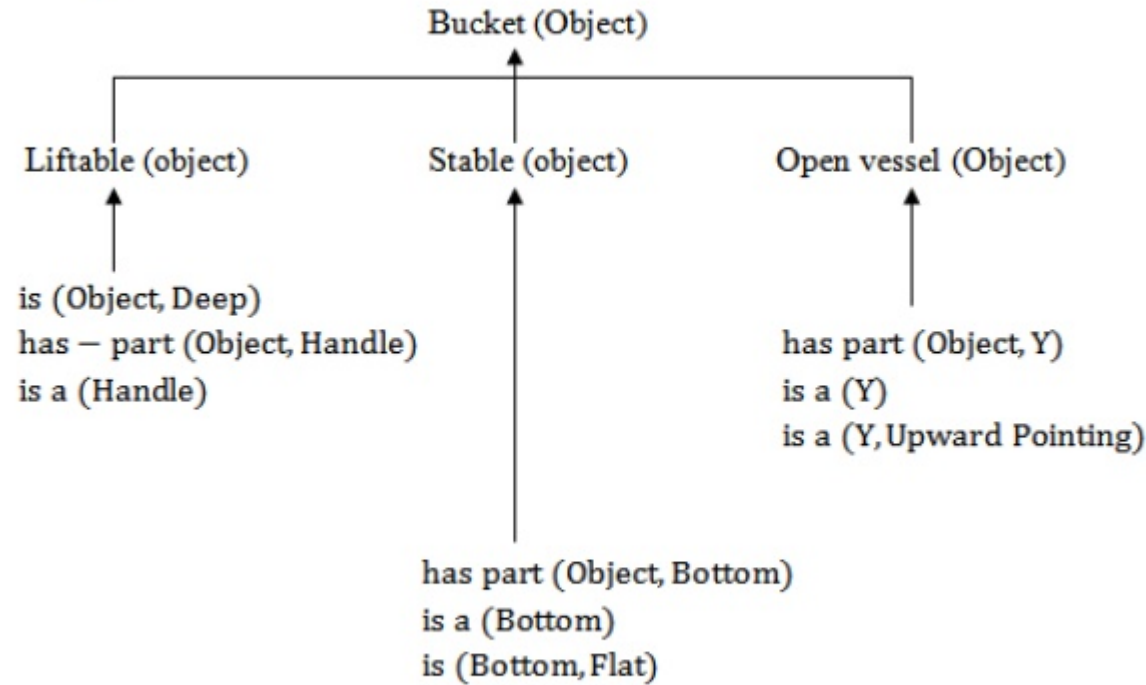 Bucket (Object)
Liftable (object)
Stable (object)
Open vessel (Object)
is (Object, Deep)
has − part (Object, Handle)
is a (Handle)
has part (Object, Y)
is a (Y)
is a (Y, Upward Pointing)
has part (Object, Bottom)
is a (Bottom)
is (Bottom, Flat)